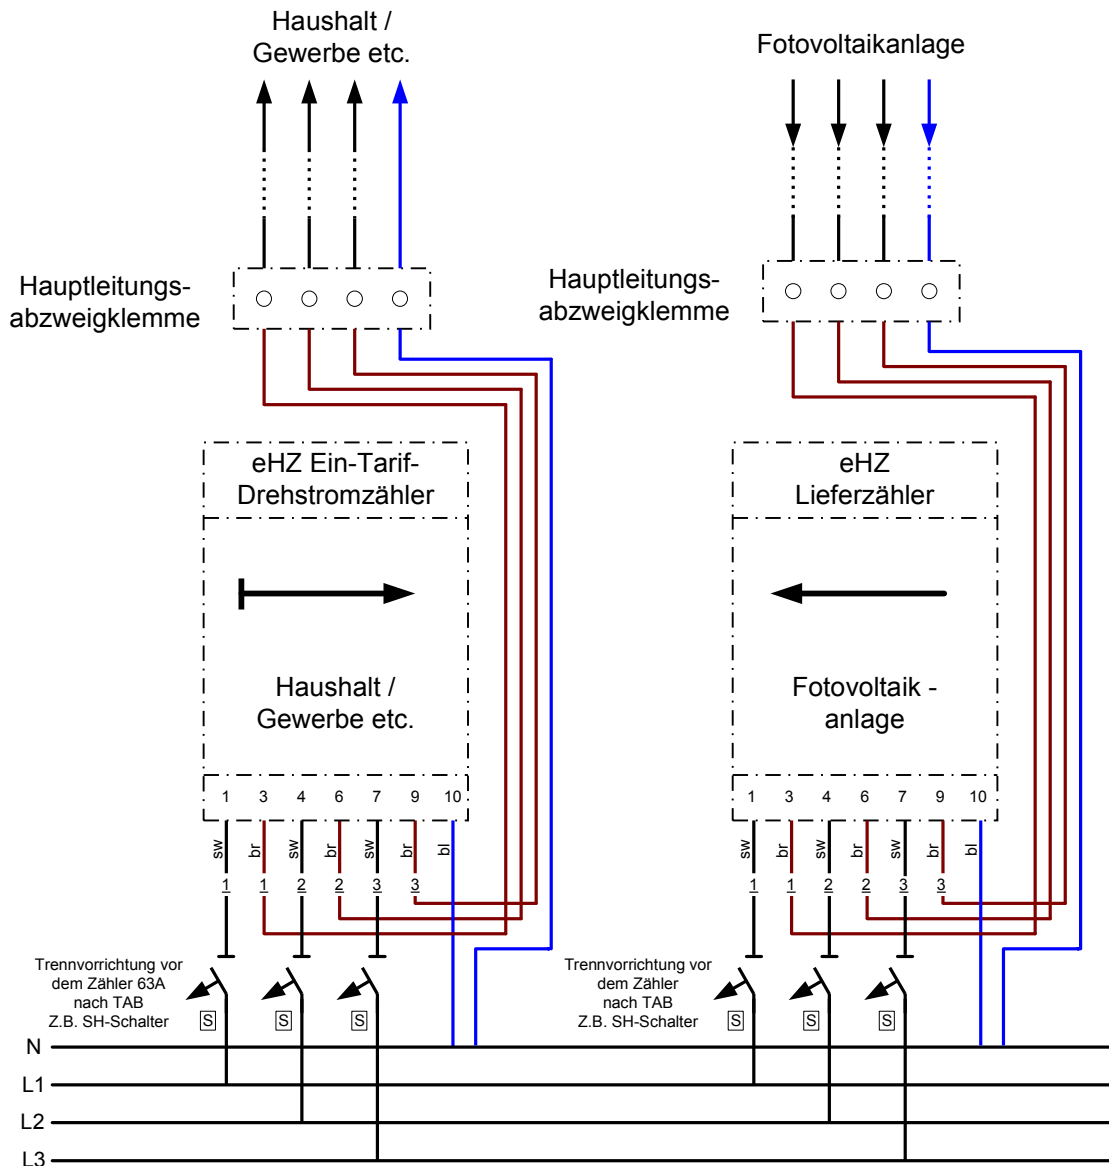 Haushalt /
Gewerbe etc.
Fotovoltaikanlage
Hauptleitungs-
abzweigklemme
Hauptleitungs-
abzweigklemme
eHZ Ein-Tarif-
Drehstromzähler
eHZ
Lieferzähler
Haushalt /
Gewerbe etc.
Fotovoltaik -
anlage
1 3 4 6 7 9 10
1 3 4 6 7 9 10
sw br sw br sw br bl
sw br sw br sw br bl
1 1 2 2 3 3
1 1 2 2 3 3
Trennvorrichtung vor
dem Zähler 63A
nach TAB
Z.B. SH-Schalter
S S S
Trennvorrichtung vor
dem Zähler
nach TAB
Z.B. SH-Schalter
S S S
N
L1
L2
L3